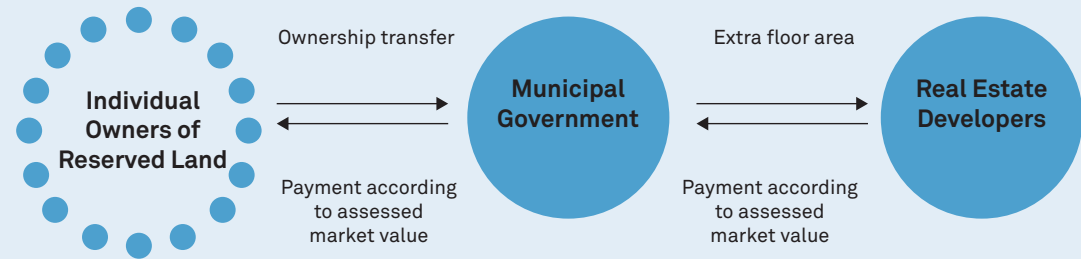 Individual
Owners of
Reserved Land
Ownership transfer
Payment according
to assessed
market value
Municipal
Government
Extra floor area
Payment according
to assessed
market value
Real Estate
Developers